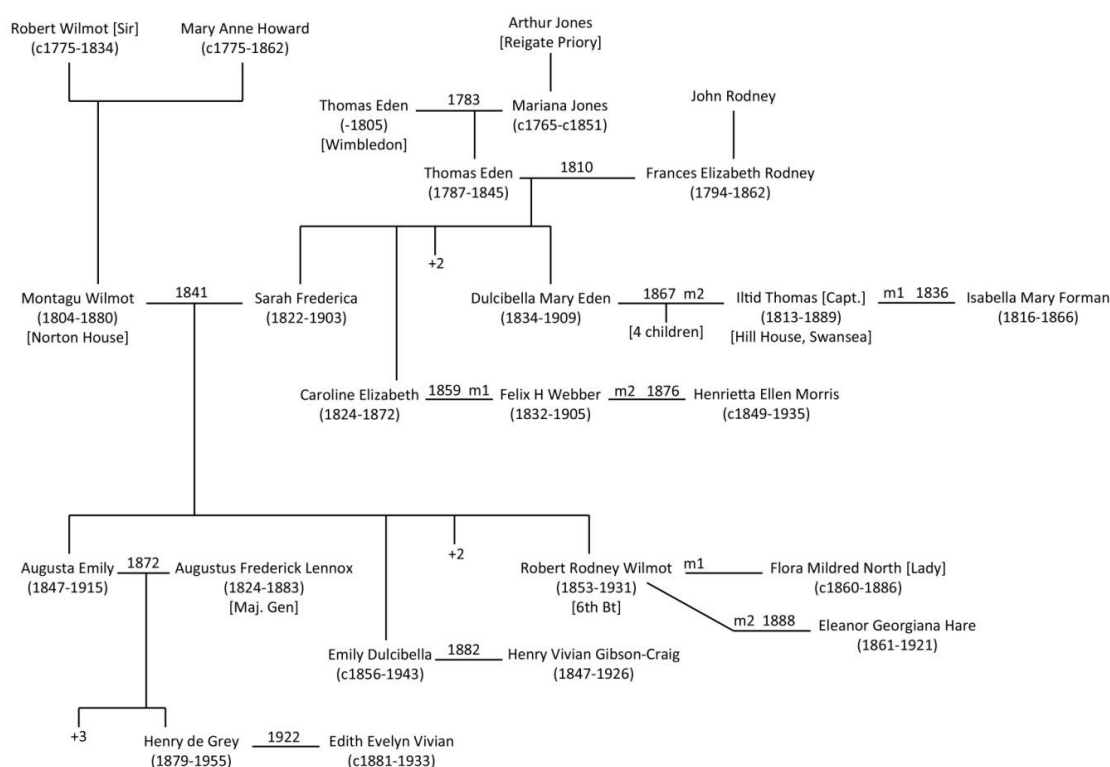 Robert Wilmot [Sir]
(c1775-1834)
Mary Anne Howard
(c1775-1862)
Arthur Jones
[Reigate Priory]
Thomas Eden
(-1805)
[Wimbledon]
1783
Mariana Jones
(c1765-c1851)
John Rodney
Thomas Eden
(1787-1845)
1810
Frances Elizabeth Rodney
(1794-1862)
+2
Montagu Wilmot
(1804-1880)
[Norton House]
1841
Sarah Frederica
(1822-1903)
Dulcibella Mary Eden
(1834-1909)
1867 m2
[4 children]
Iltid Thomas [Capt.]
(1813-1889)
[Hill House, Swansea]
m1 1836
Isabella Mary Forman
(1816-1866)
Caroline Elizabeth
(1824-1872)
1859 m1
Felix H Webber
(1832-1905)
m2 1876
Henrietta Ellen Morris
(c1849-1935)
+2
Augusta Emily
(1847-1915)
1872
Augustus Frederick Lennox
(1824-1883)
[Maj. Gen]
Robert Rodney Wilmot
(1853-1931)
[6th Bt]
m1
Flora Mildred North [Lady]
(c1860-1886)
m2 1888
Eleanor Georgiana Hare
(1861-1921)
Emily Dulcibella
(c1856-1943)
1882
Henry Vivian Gibson-Craig
(1847-1926)
+3
Henry de Grey
(1879-1955)
1922
Edith Evelyn Vivian
(c1881-1933)